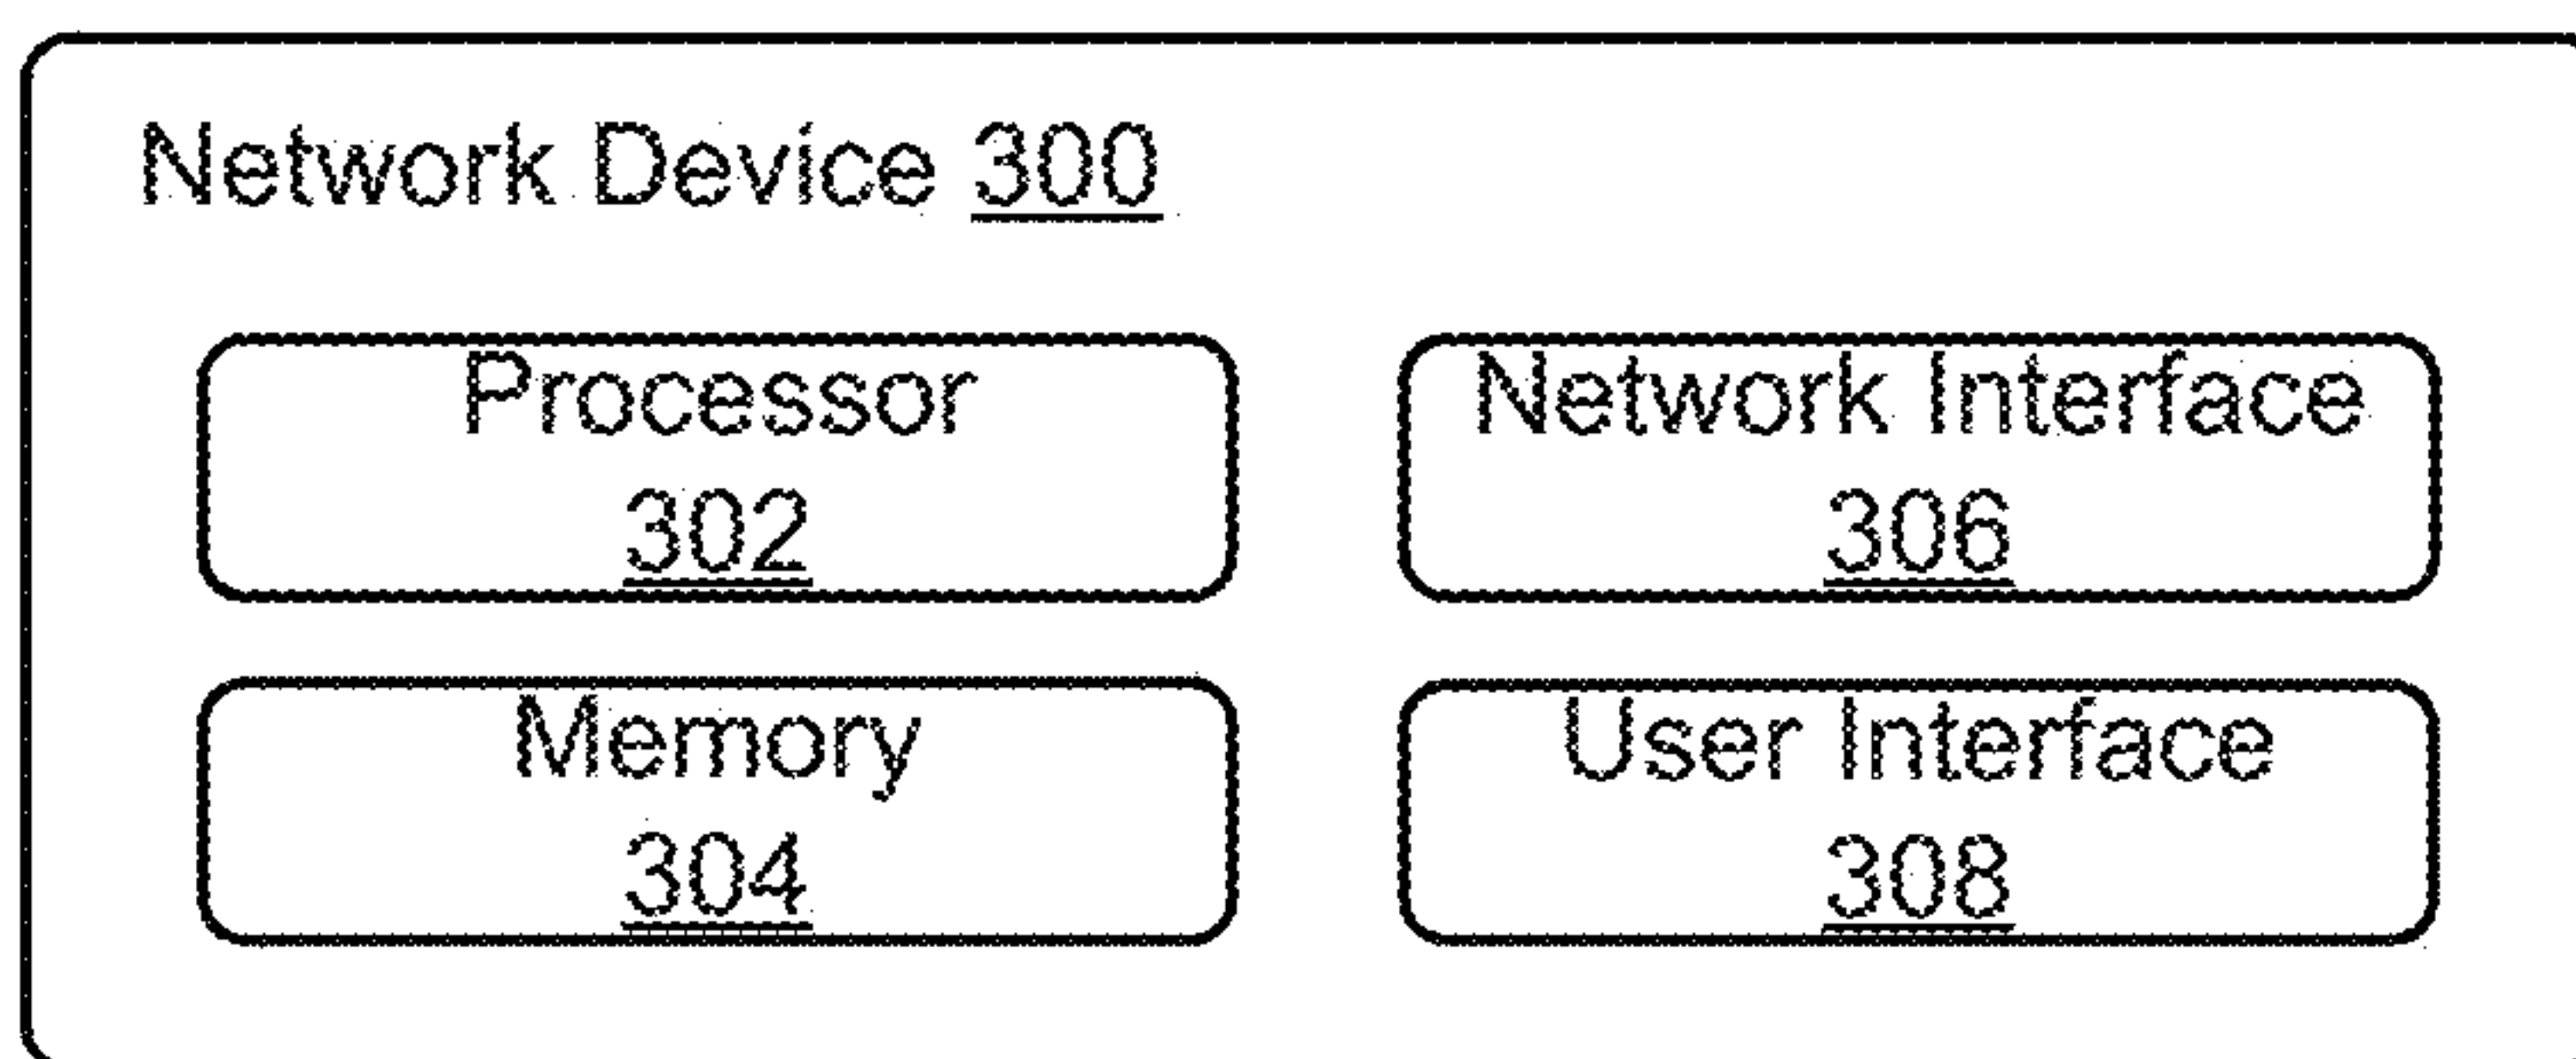 Network Device 300
Processor
302
Network Interface
306
Memory
304
User Interface
308